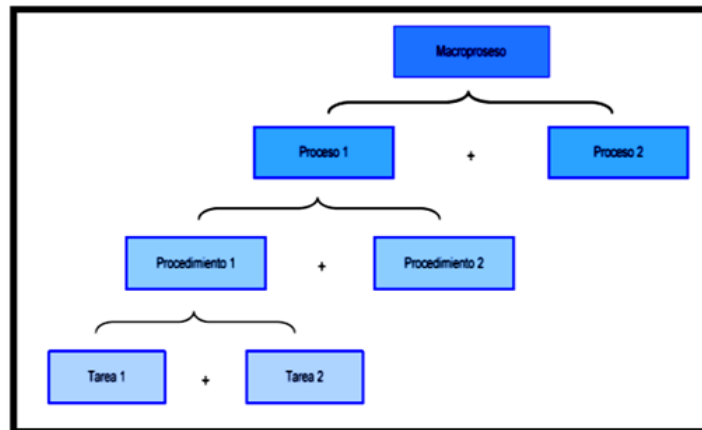 Macroproseso
Proceso 1
+
Proceso 2
Procedimiento 1
+
Procedimiento 2
Tarea 1
+
Tarea 2